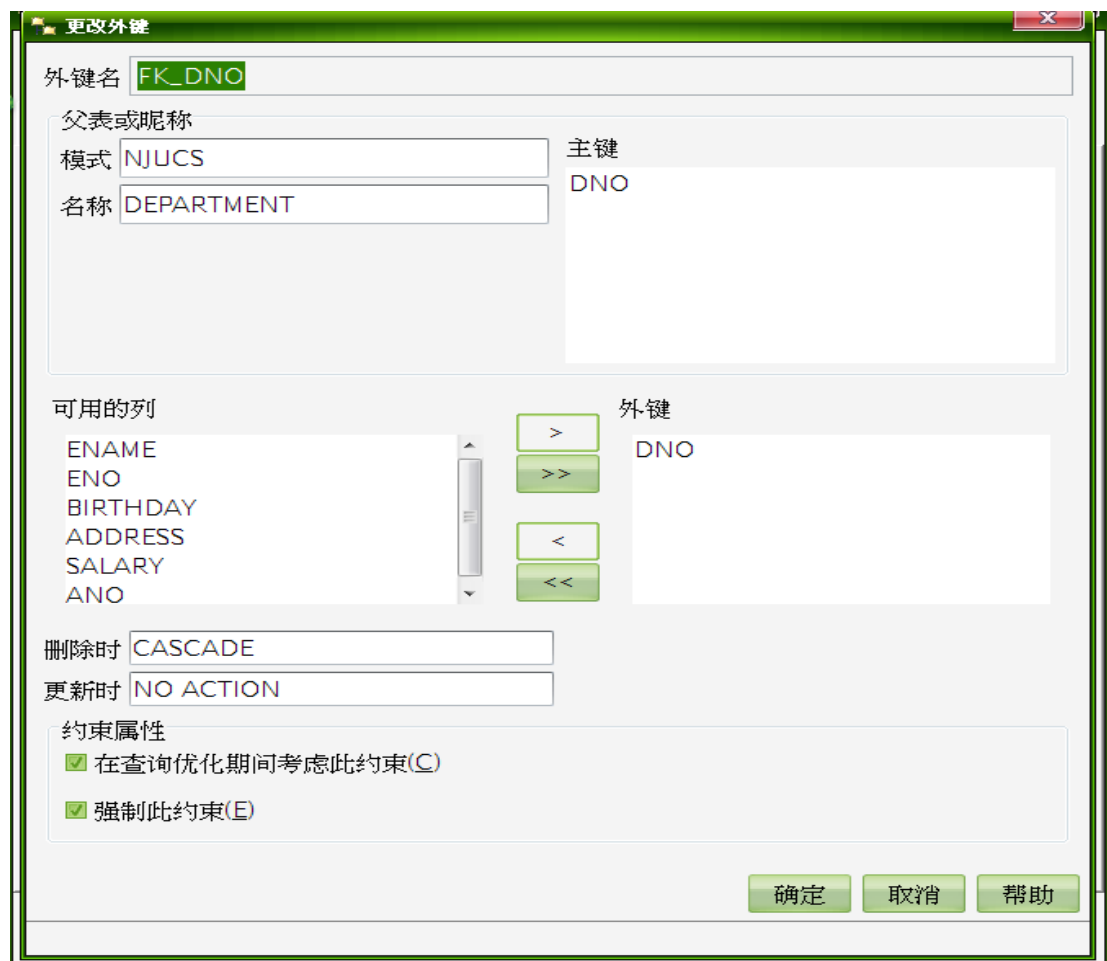 更改外键
外键名 FK_DNO
父表或昵称
模式 NJUCS
名称 DEPARTMENT
主键
DNO
可用的列
ENAME
ENO
BIRTHDAY
ADDRESS
SALARY
ANO
>
>>
<
<<
外键
DNO
删除时 CASCADE
更新时 NO ACTION
约束属性
在查询优化期间考虑此约束(C)
强制此约束(E)
确定 取消 帮助